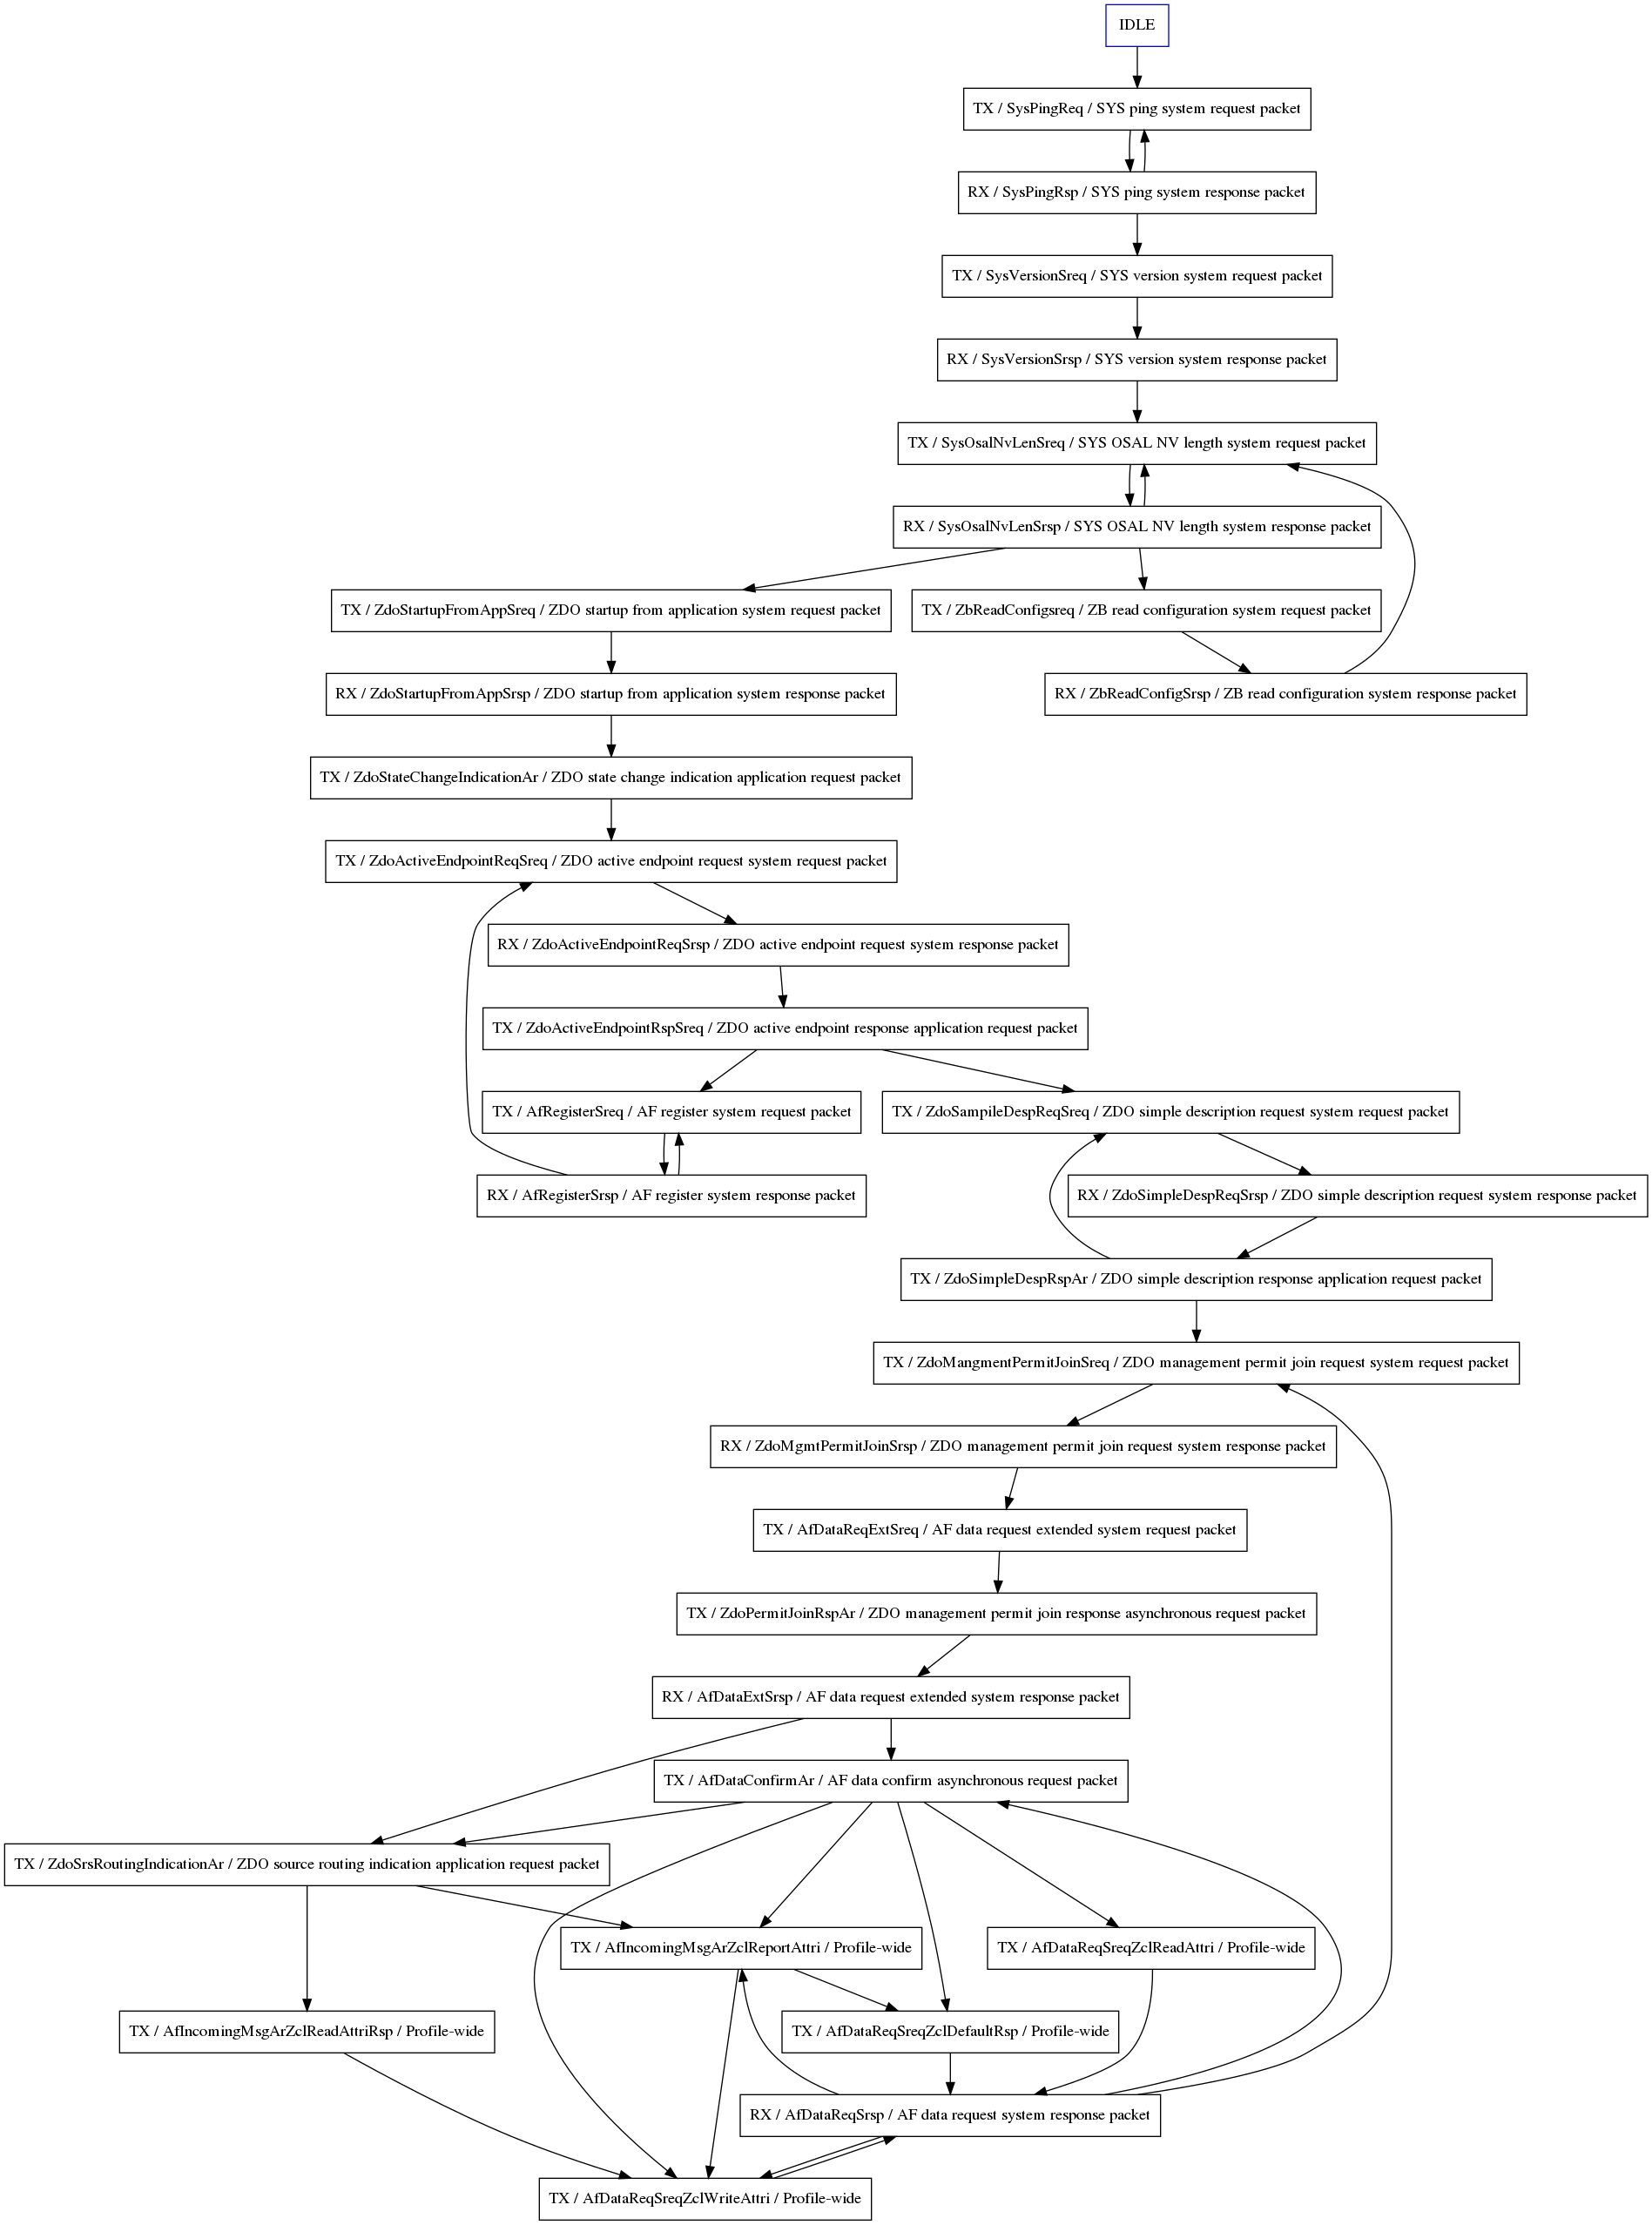 IDLE
TX / SysPingReq / SYS ping system request packet
RX / SysPingRsp / SYS ping system response packet
TX / SysVersionSreq / SYS version system request packet
RX / SysVersionSrsp / SYS version system response packet
TX / SysOsalNvLenSreq / SYS OSAL NV length system request packet
RX / SysOsalNvLenSrsp / SYS OSAL NV length system response packet
TX / ZdoStartupFromAppSreq / ZDO startup from application system request packet
TX / ZbReadConfigsreq / ZB read configuration system request packet
RX / ZdoStartupFromAppSrsp / ZDO startup from application system response packet
RX / ZbReadConfigSrsp / ZB read configuration system response packet
TX / ZdoStateChangeIndicationAr / ZDO state change indication application request packet
TX / ZdoActiveEndpointReqSreq / ZDO active endpoint request system request packet
RX / ZdoActiveEndpointReqSrsp / ZDO active endpoint request system response packet
TX / ZdoActiveEndpointRspSreq / ZDO active endpoint response application request packet
TX / AfRegisterSreq / AF register system request packet
TX / ZdoSampileDespReqSreq / ZDO simple description request system request packet
RX / AfRegisterSrsp / AF register system response packet
RX / ZdoSimpleDespReqSrsp / ZDO simple description request system response packet
TX / ZdoSimpleDespRspAr / ZDO simple description response application request packet
TX / ZdoMangmentPermitJoinSreq / ZDO management permit join request system request packet
RX / ZdoMgmtPermitJoinSrsp / ZDO management permit join request system response packet
TX / AfDataReqExtSreq / AF data request extended system request packet
TX / ZdoPermitJoinRspAr / ZDO management permit join response asynchronous request packet
RX / AfDataExtSrsp / AF data request extended system response packet
TX / AfDataConfirmAr / AF data confirm asynchronous request packet
TX / ZdoSrsRoutingIndicationAr / ZDO source routing indication application request packet
TX / AfIncomingMsgArZclReportAttri / Profile-wide
TX / AfDataReqSreqZclReadAttri / Profile-wide
TX / AfIncomingMsgArZclReadAttriRsp / Profile-wide
TX / AfDataReqSreqZclDefaultRsp / Profile-wide
RX / AfDataReqSrsp / AF data request system response packet
TX / AfDataReqSreqZclWriteAttri / Profile-wide